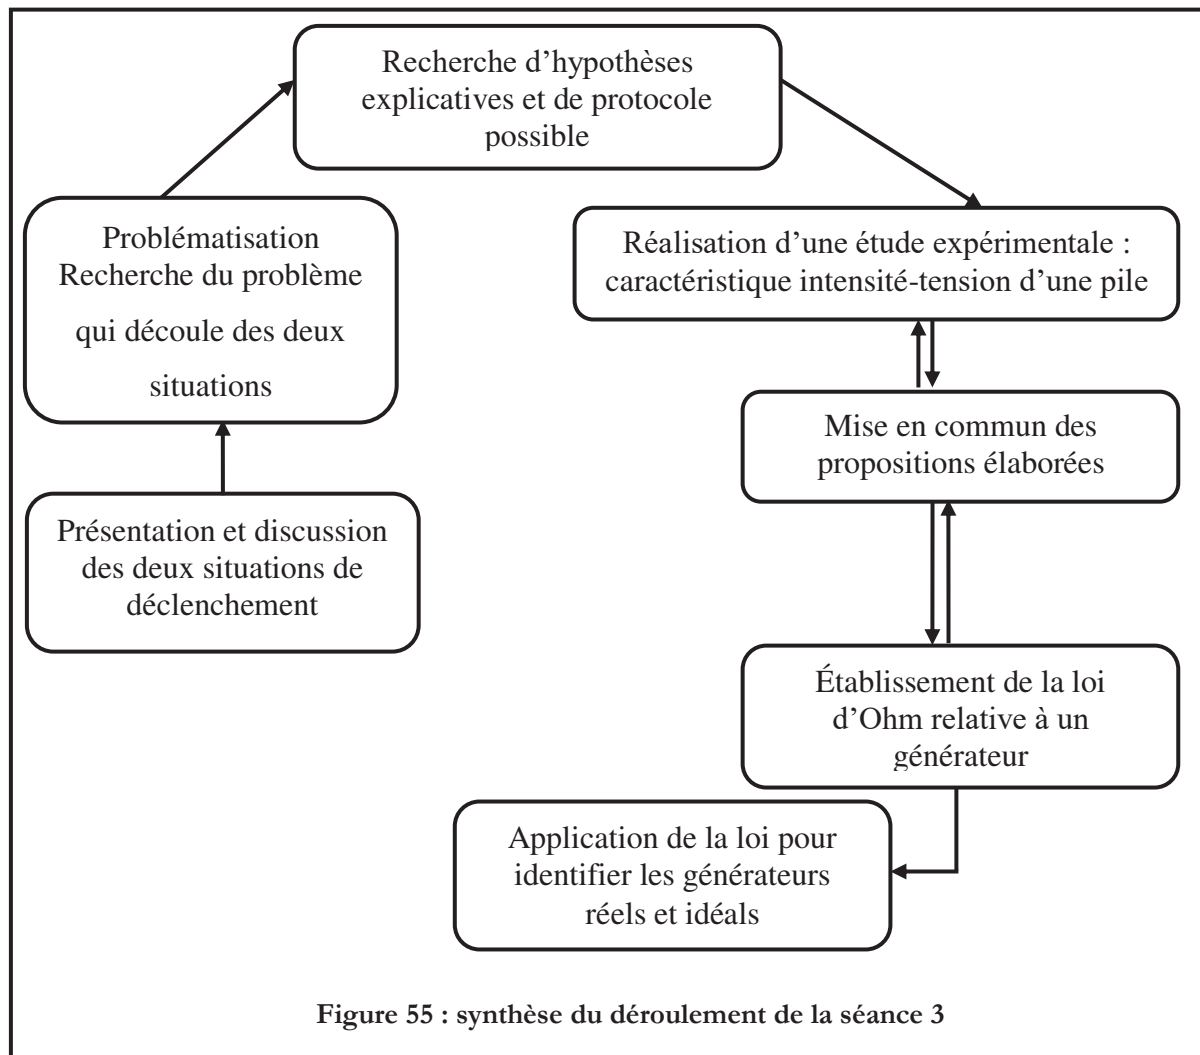 Recherche d'hypothèses
explicatives et de protocole
possible
Problématisation
Recherche du problème
qui découle des deux
situations
Réalisation d'une étude expérimentale :
caractéristique intensité-tension d'une pile
Mise en commun des
propositions élaborées
Présentation et discussion
des deux situations de
déclenchement
Établissement de la loi
d'Ohm relative à un
générateur
Application de la loi pour
identifier les générateurs
réels et idéals
Figure 55 : synthèse du déroulement de la séance 3